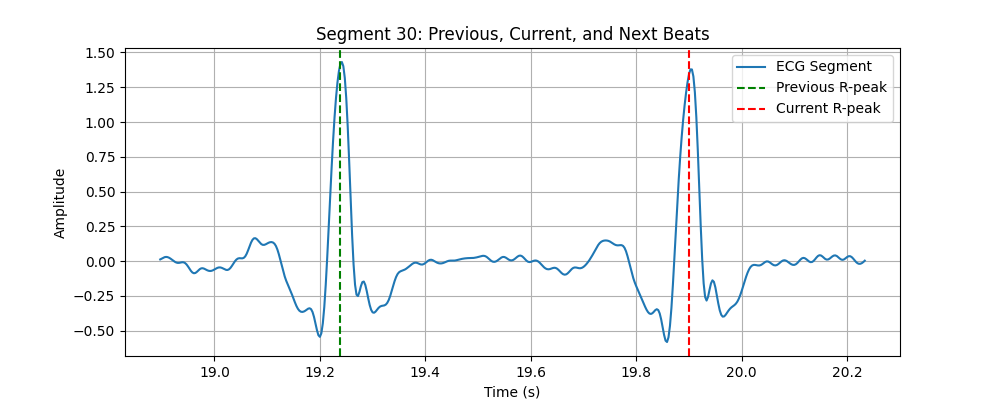 Segment 30: Previous, Current, and Next Beats
1.50
1.25
1.00
0.75
0.50
0.25
0.00
−0.25
−0.50
Amplitude
ECG Segment
Previous R-peak
Current R-peak
19.0 19.2 19.4 19.6 19.8 20.0 20.2
Time (s)